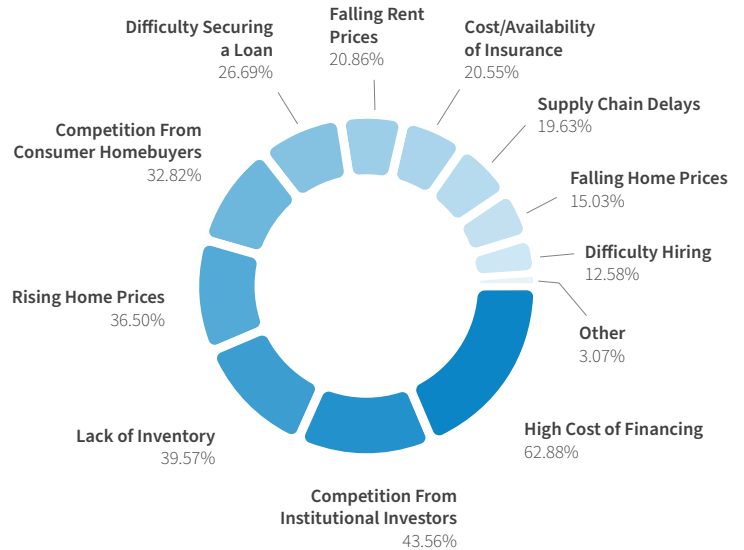 Falling Rent
Prices
20.86%
Difficulty Securing
a Loan
26.69%
Cost/Availability
of Insurance
20.55%
Supply Chain Delays
19.63%
Competition From
Consumer Homebuyers
32.82%
Falling Home Prices
15.03%
Difficulty Hiring
12.58%
Rising Home Prices
36.50%
Other
3.07%
Lack of Inventory
39.57%
High Cost of Financing
62.88%
Competition From
Institutional Investors
43.56%